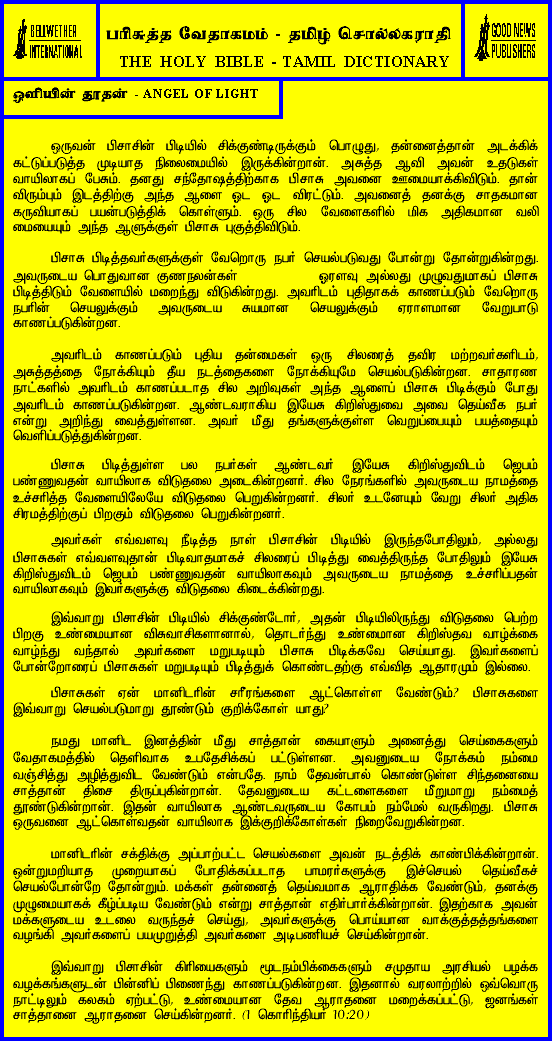 BELLWETHER
INTERNATIONAL
பரிசுத்த வேதாகமம் - தமிழ் சொல்லகராதி
THE HOLY BIBLE - TAMIL DICTIONARY
GOOD NEWS
PUBLISHERS
ஒளியின் தூதன் - ANGEL OF LIGHT
ஒருவன் பிசாசின் பிடியில் சிக்குண்டிருக்கும் பொழுது, தன்னைத்தான் அடக்கிக்
கட்டுப்படுத்த முடியாத நிலைமையில் இருக்கின்றான். அசுத்த ஆவி அவன் உதடுகள்
வாயிலாகப் பேசும். தனது சந்தோஷத்திற்காக பிசாசு அவனை ஊமையாக்கிவிடும். தான்
விரும்பும் இடத்திற்கு அந்த ஆளை ஓட ஓட விரட்டும். அவனைத் தனக்கு சாதகமான
கருவியாகப் பயன்படுத்திக் கொள்ளும். ஒரு சில வேளைகளில் மிக அதிகமான வலி
மையையும் அந்த ஆளுக்குள் பிசாசு புகுத்திவிடும்.
பிசாசு பிடித்தவர்களுக்குள் வேறொரு நபர் செயல்படுவது போன்று தோன்றுகின்றது.
அவருடைய பொதுவான குணநலன்கள் ஓரளவு அல்லது முழுவதுமாகப் பிசாசு
பிடித்திடும் வேளையில் மறைந்து விடுகின்றது. அவரிடம் புதிதாகக் காணப்படும் வேறொரு
நபரின் செயலுக்கும் அவருடைய சுயமான செயலுக்கும் ஏராளமான வேறுபாடு
காணப்படுகின்றன.
அவரிடம் காணப்படும் புதிய தன்மைகள் ஒரு சிலரைத் தவிர மற்றவர்களிடம்,
அசுத்தத்தை நோக்கியும் தீய நடத்தைகளை நோக்கியுமே செயல்படுகின்றன. சாதாரண
நாட்களில் அவரிடம் காணப்படாத சில அறிவுகள் அந்த ஆளைப் பிசாசு பிடிக்கும் போது
அவரிடம் காணப்படுகின்றன. ஆண்டவராகிய இயேசு கிறிஸ்துவை அவை தெய்வீக நபர்
என்று அறிந்து வைத்துள்ளன. அவர் மீது தங்களுக்குள்ள வெறுப்பையும் பயத்தையும்
வெளிப்படுத்துகின்றன.
பிசாசு பிடித்துள்ள பல நபர்கள் ஆண்டவர் இயேசு கிறிஸ்துவிடம் ஜெபம்
பண்ணுவதன் வாயிலாக விடுதலை அடைகின்றனர். சில நேரங்களில் அவருடைய நாமத்தை
உச்சரித்த வேளையிலேயே விடுதலை பெறுகின்றனர். சிலர் உடனேயும் வேறு சிலர் அதிக
சிரமத்திற்குப் பிறகும் விடுதலை பெறுகின்றனர்.
அவர்கள் எவ்வளவு நீடித்த நாள் பிசாசின் பிடியில் இருந்தபோதிலும், அல்லது
பிசாசுகள் எவ்வளவுதான் பிடிவாதமாகச் சிலரைப் பிடித்து வைத்திருந்த போதிலும் இயேசு
கிறிஸ்துவிடம் ஜெபம் பண்ணுவதன் வாயிலாகவும் அவருடைய நாமத்தை உச்சரிப்பதன்
வாயிலாகவும் இவர்களுக்கு விடுதலை கிடைக்கின்றது.
இவ்வாறு பிசாசின் பிடியில் சிக்குண்டோர், அதன் பிடியிலிருந்து விடுதலை பெற்ற
பிறகு உண்மையான விசுவாசிகளானால், தொடர்ந்து உண்மான கிறிஸ்தவ வாழ்க்கை
வாழ்ந்து வந்தால் அவர்களை மறுபடியும் பிசாசு பிடிக்கவே செய்யாது. இவர்களைப்
போன்றோரைப் பிசாசுகள் மறுபடியும் பிடித்துக் கொண்டதற்கு எவ்வித ஆதாரமும் இல்லை.
பிசாசுகள் ஏன் மானிடரின் சரீரங்களை ஆட்கொள்ள வேண்டும்? பிசாசுகளை
இவ்வாறு செயல்படுமாறு தூண்டும் குறிக்கோள் யாது?
நமது மானிட இனத்தின் மீது சாத்தான் கையாளும் அனைத்து செய்கைகளும்
வேதாகமத்தில் தெளிவாக உபதேசிக்கப் பட்டுள்ளன. அவனுடைய நோக்கம் நம்மை
வஞ்சித்து அழித்துவிட வேண்டும் என்பதே. நாம் தேவன்பால் கொண்டுள்ள சிந்தனையை
சாத்தான் திசை திருப்புகின்றான். தேவனுடைய கட்டளைகளை மீறுமாறு நம்மைத்
தூண்டுகின்றான். இதன் வாயிலாக ஆண்டவருடைய கோபம் நம்மேல் வருகிறது. பிசாசு
ஒருவனை ஆட்கொள்வதன் வாயிலாக இக்குறிக்கோள்கள் நிறைவேறுகின்றன.
மானிடரின் சக்திக்கு அப்பாற்பட்ட செயல்களை அவன் நடத்திக் காண்பிக்கின்றான்.
ஒன்றுமறியாத முறையாகப் போதிக்கப்படாத பாமரர்களுக்கு இச்செயல் தெய்வீகச்
செயல்போன்றே தோன்றும். மக்கள் தன்னைத் தெய்வமாக ஆராதிக்க வேண்டும், தனக்கு
முழுமையாகக் கீழ்ப்படிய வேண்டும் என்று சாத்தான் எதிர்பார்க்கின்றான். இதற்காக அவன்
மக்களுடைய உடலை வருந்தச் செய்து, அவர்களுக்கு பொய்யான வாக்குத்தத்தங்களை
வழங்கி அவர்களைப் பயமுறுத்தி அவர்களை அடிபணியச் செய்கின்றான்.
இவ்வாறு பிசாசின் கிரியைகளும் மூடநம்பிக்கைகளும் சமுதாய அரசியல் பழக்க
வழக்கங்களுடன் பின்னிப் பிணைந்து காணப்படுகின்றன. இதனால் வரலாற்றில் ஒவ்வொரு
நாட்டிலும் கலகம் ஏற்பட்டு, உண்மையான தேவ ஆராதனை மறைக்கப்பட்டு, ஜனங்கள்
சாத்தானை ஆராதனை செய்கின்றனர். (1 கொரிந்தியர் 10:20)